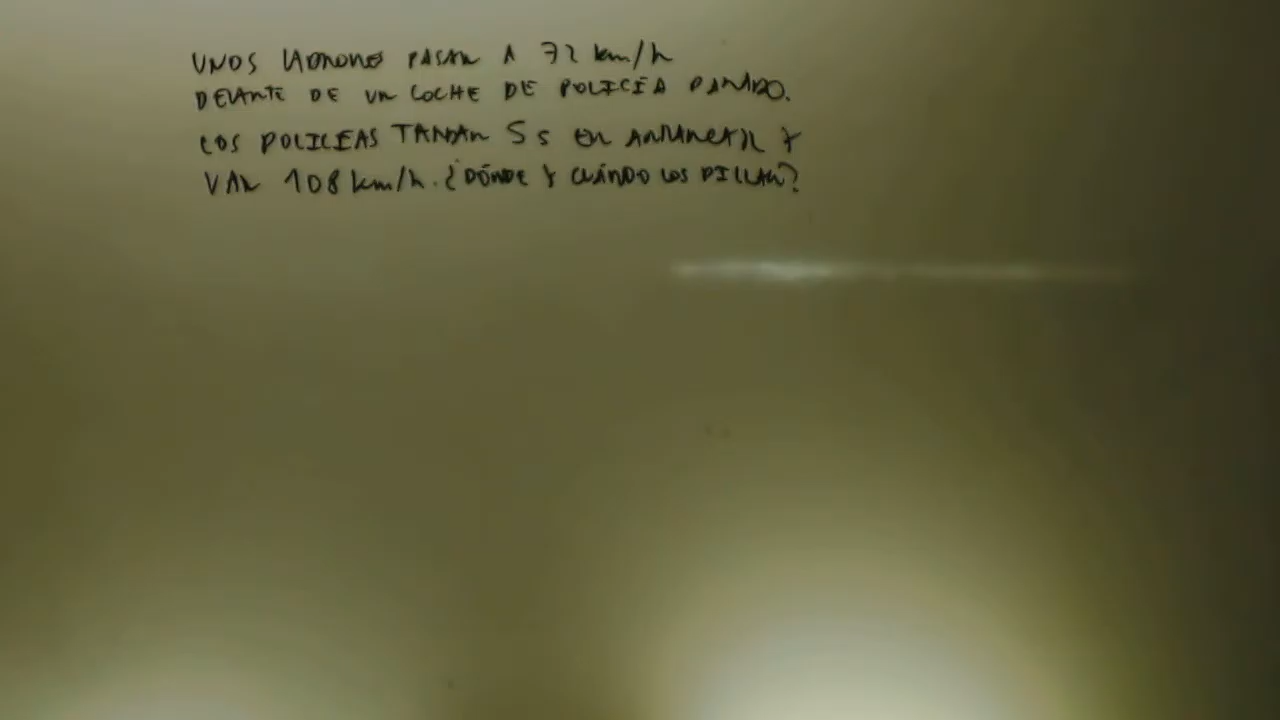 UNOS LADRONES PASAN A 72 km/h
DELANTE DE UN COCHE DE POLICÍA PARADO.
LOS POLICÍAS TARDAN 5 s EN ARRANCAR Y
VAN 108 km/h. ¿DÓNDE Y CUÁNDO LOS PILLAN?